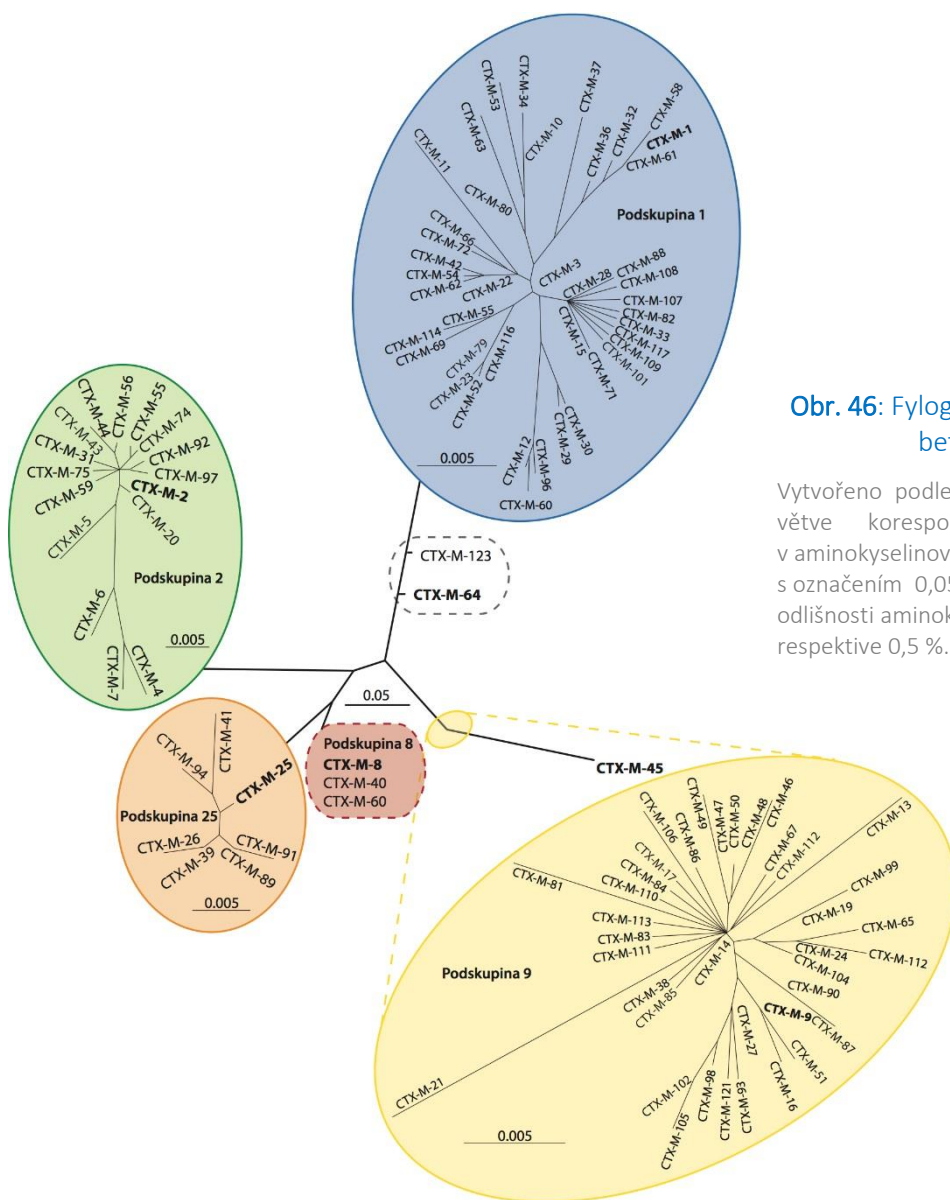 CTX-M-37
CTX-M-34
CTX-M-53
CTX-M-58
CTX-M-32
CTX-M-1
CTX-M-36
CTX-M-61
CTX-M-10
CTX-M-63
CTX-M-11
CTX-M-80
Podskupina 1
CTX-M-66
CTX-M-72
CTX-M-42
CTX-M-54
CTX-M-62
CTX-M-22
CTX-M-3
CTX-M-28
CTX-M-88
CTX-M-108
CTX-M-107
CTX-M-82
CTX-M-33
CTX-M-117
CTX-M-109
CTX-M-101
CTX-M-15
CTX-M-71
CTX-M-55
CTX-M-114
CTX-M-69
CTX-M-79
CTX-M-116
CTX-M-23
CTX-M-52
CTX-M-30
CTX-M-29
CTX-M-12
CTX-M-96
CTX-M-60
0.005
CTX-M-44
CTX-M-56
CTX-M-55
CTX-M-74
CTX-M-43
CTX-M-31
CTX-M-92
CTX-M-75
CTX-M-97
CTX-M-59
CTX-M-2
CTX-M-20
CTX-M-5
Podskupina 2
CTX-M-6
0.005
CTX-M-7
CTX-M-4
Obr. 46: Fylog
be
Vytvořeno podle
větve korespo
v aminokyselinov
s označením 0,05
odlišnosti aminok
respektive 0,5 %.
CTX-M-123
CTX-M-64
0.05
CTX-M-41
CTX-M-94
CTX-M-25
Podskupina 25
CTX-M-26
CTX-M-39
CTX-M-91
CTX-M-89
0.005
Podskupina 8
CTX-M-8
CTX-M-40
CTX-M-60
CTX-M-45
CTX-M-106
CTX-M-49
CTX-M-47
CTX-M-50
CTX-M-48
CTX-M-46
CTX-M-13
CTX-M-86
CTX-M-67
CTX-M-112
CTX-M-17
CTX-M-84
CTX-M-110
CTX-M-81
CTX-M-99
CTX-M-19
CTX-M-65
CTX-M-113
CTX-M-83
CTX-M-111
CTX-M-14
CTX-M-24
CTX-M-112
CTX-M-104
Podskupina 9
CTX-M-38
CTX-M-85
CTX-M-90
CTX-M-9
CTX-M-87
CTX-M-27
CTX-M-51
CTX-M-16
CTX-M-21
CTX-M-102
CTX-M-98
CTX-M-121
CTX-M-93
CTX-M-105
0.005